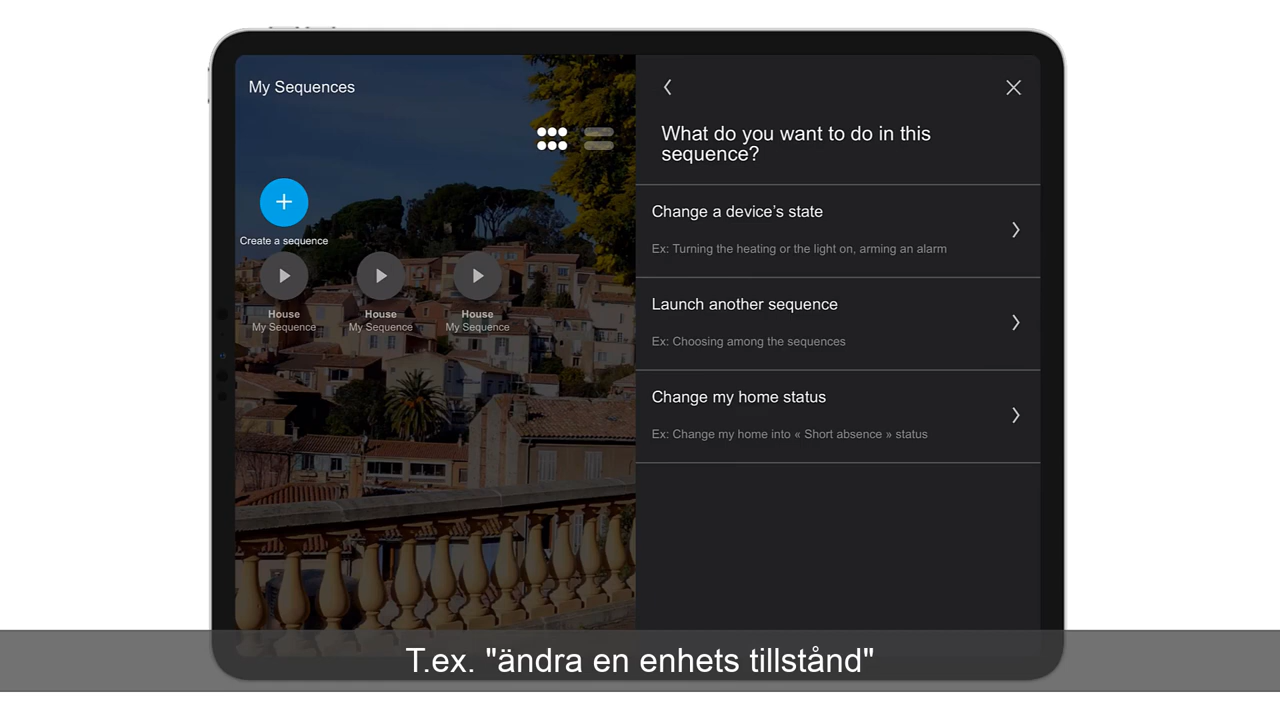 My Sequences
Create a sequence
House
My Sequence
House
My Sequence
House
My Sequence
What do you want to do in this
sequence?
Change a device’s state
Ex: Turning the heating or the light on, arming an alarm
Launch another sequence
Ex: Choosing among the sequences
Change my home status
Ex: Change my home into « Short absence » status
T.ex. "ändra en enhets tillstånd"